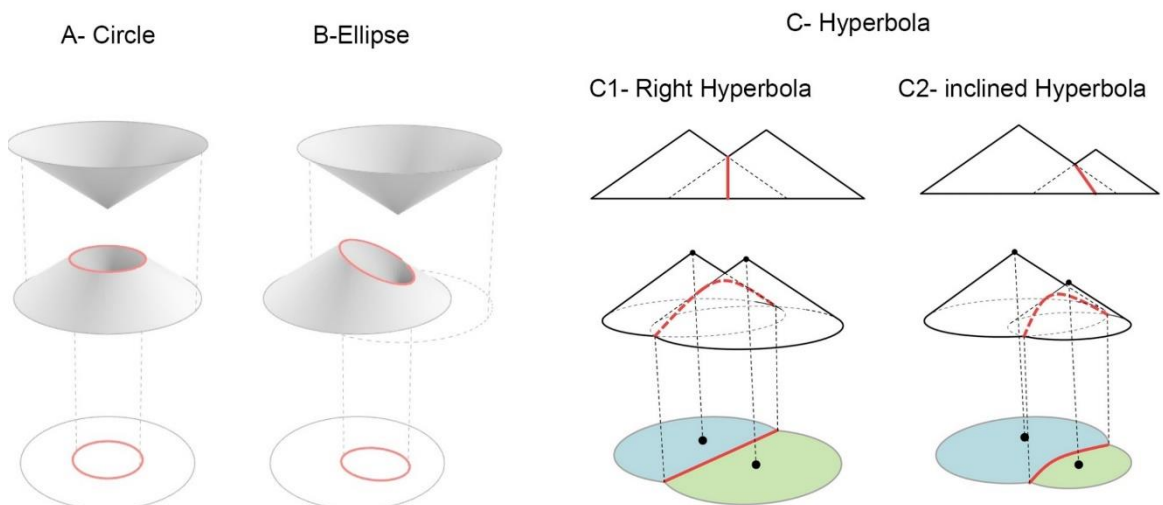 A- Circle
B-Ellipse
C- Hyperbola
C1- Right Hyperbola
C2- inclined Hyperbola